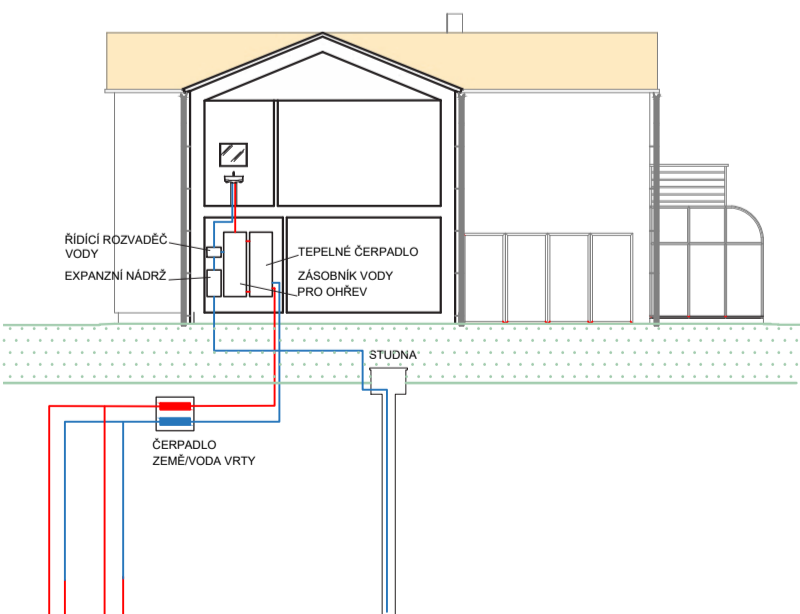 ŘÍDÍCÍ ROZVADĚČ
VODY
EXPANZNÍ NÁDRŽ
TEPELNÉ ČERPADLO
ZÁSOBNÍK VODY
PRO OHŘEV
STUDNA
ČERPADLO
ZEMĚ/VODA VRTY